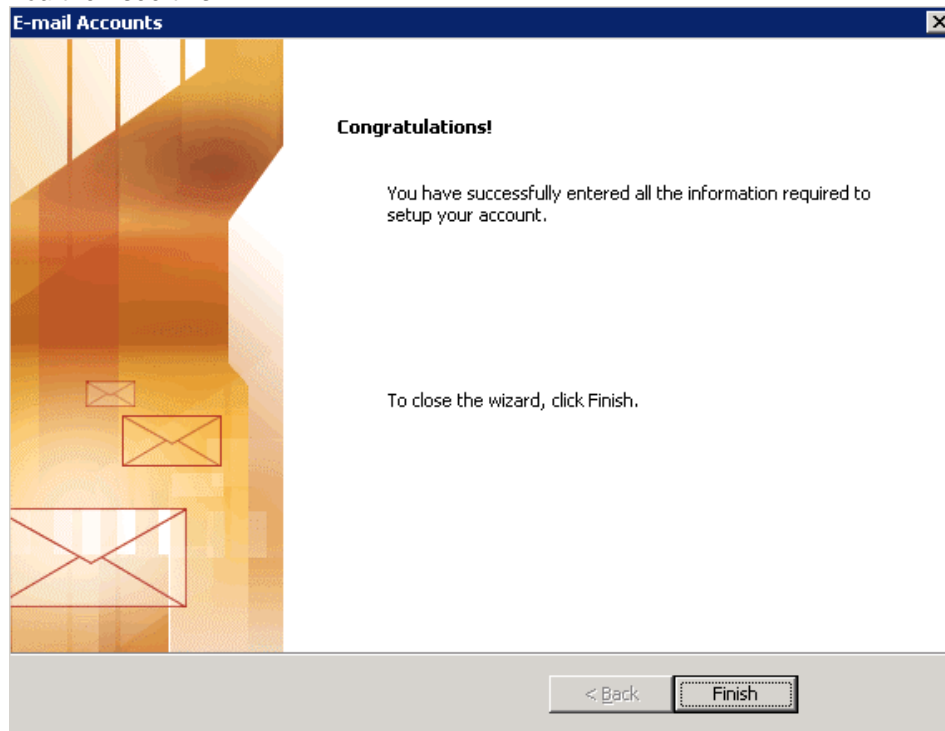 E-mail Accounts
Congratulations!
You have successfully entered all the information required to
setup your account.
To close the wizard, click Finish.
< Back
Finish